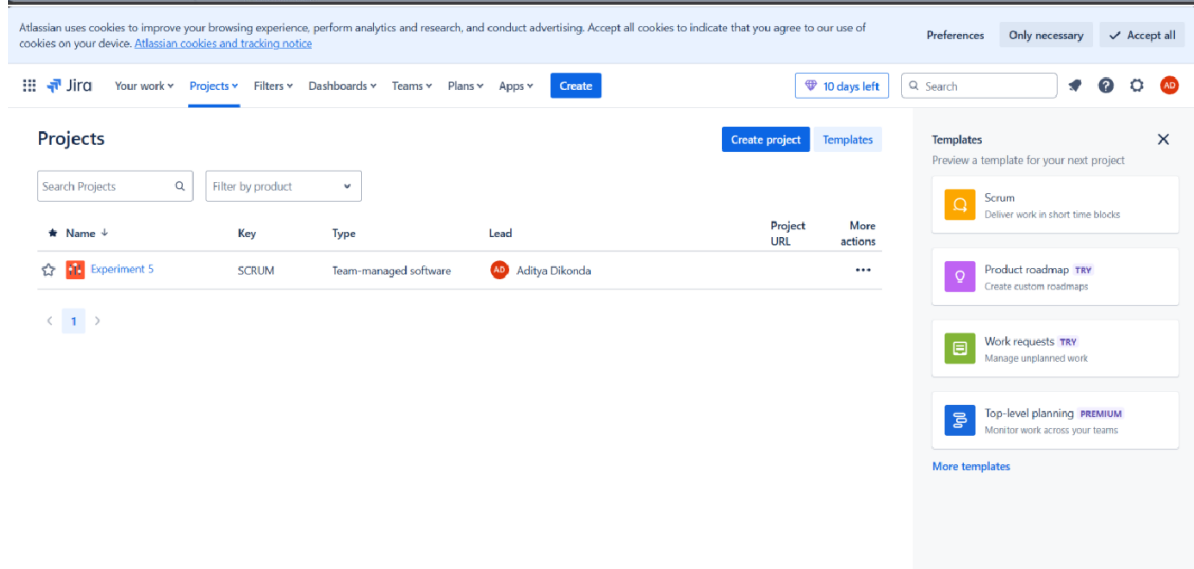 Atlassian uses cookies to improve your browsing experience, perform analytics and research, and conduct advertising. Accept all cookies to indicate that you agree to our use of
cookies on your device. Atlassian cookies and tracking notice
Preferences
Only necessary
Accept all
Jira
Your work
Projects
Filters
Dashboards
Teams
Plans
Apps
Create
10 days left
Search
AD
Projects
Create project
Templates
Search Projects
Filter by product
Name
Key
Type
Lead
Project
URL
More
actions
Experiment 5
SCRUM
Team-managed software
AD
Aditya Dikonda
1
Templates
Preview a template for your next project
Scrum
Deliver work in short time blocks
Product roadmap TRY
Create custom roadmaps
Work requests TRY
Manage unplanned work
Top-level planning PREMIUM
Monitor work across your teams
More templates